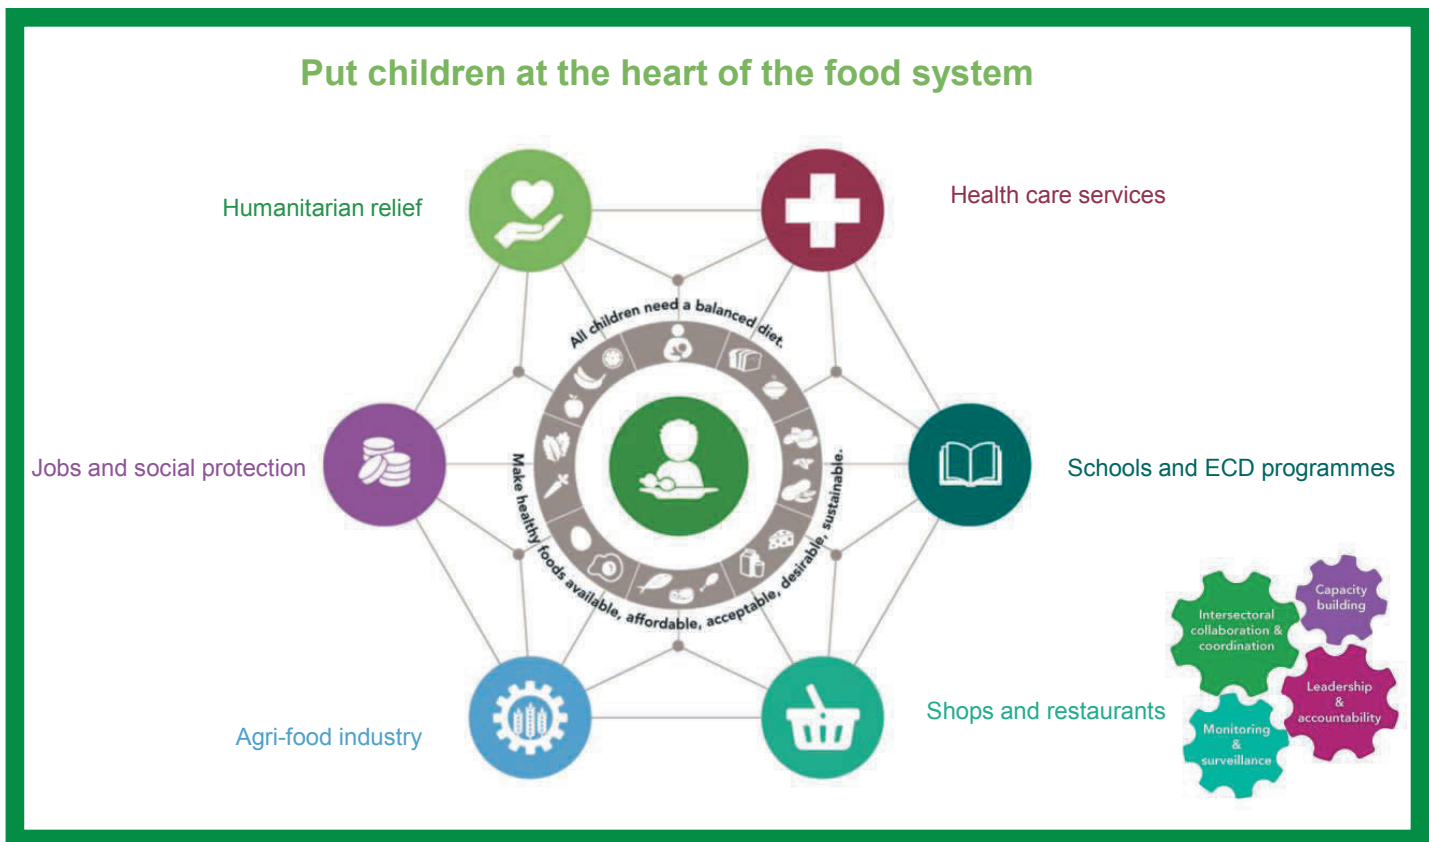 Put children at the heart of the food system
Humanitarian relief
Health care services
All children need a balanced diet.
Jobs and social protection
Schools and ECD programmes
Make healthy foods available, affordable, acceptable, desirable, sustainable.
Agri-food industry
Shops and restaurants
Capacity
building
Intersectoral
collaboration &
coordination
Leadership
&
accountability
Monitoring
&
surveillance